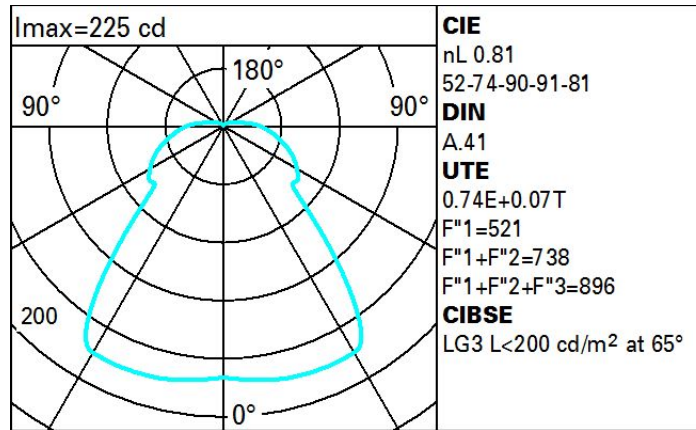 Imax=225 cd
180°
90°
90°
200
0°
CIE
nL 0.81
52-74-90-91-81
DIN
A.41
UTE
0.74E+0.07T
F"1=521
F"1+F"2=738
F"1+F"2+F"3=896
CIBSE
LG3 L<200 cd/m² at 65°